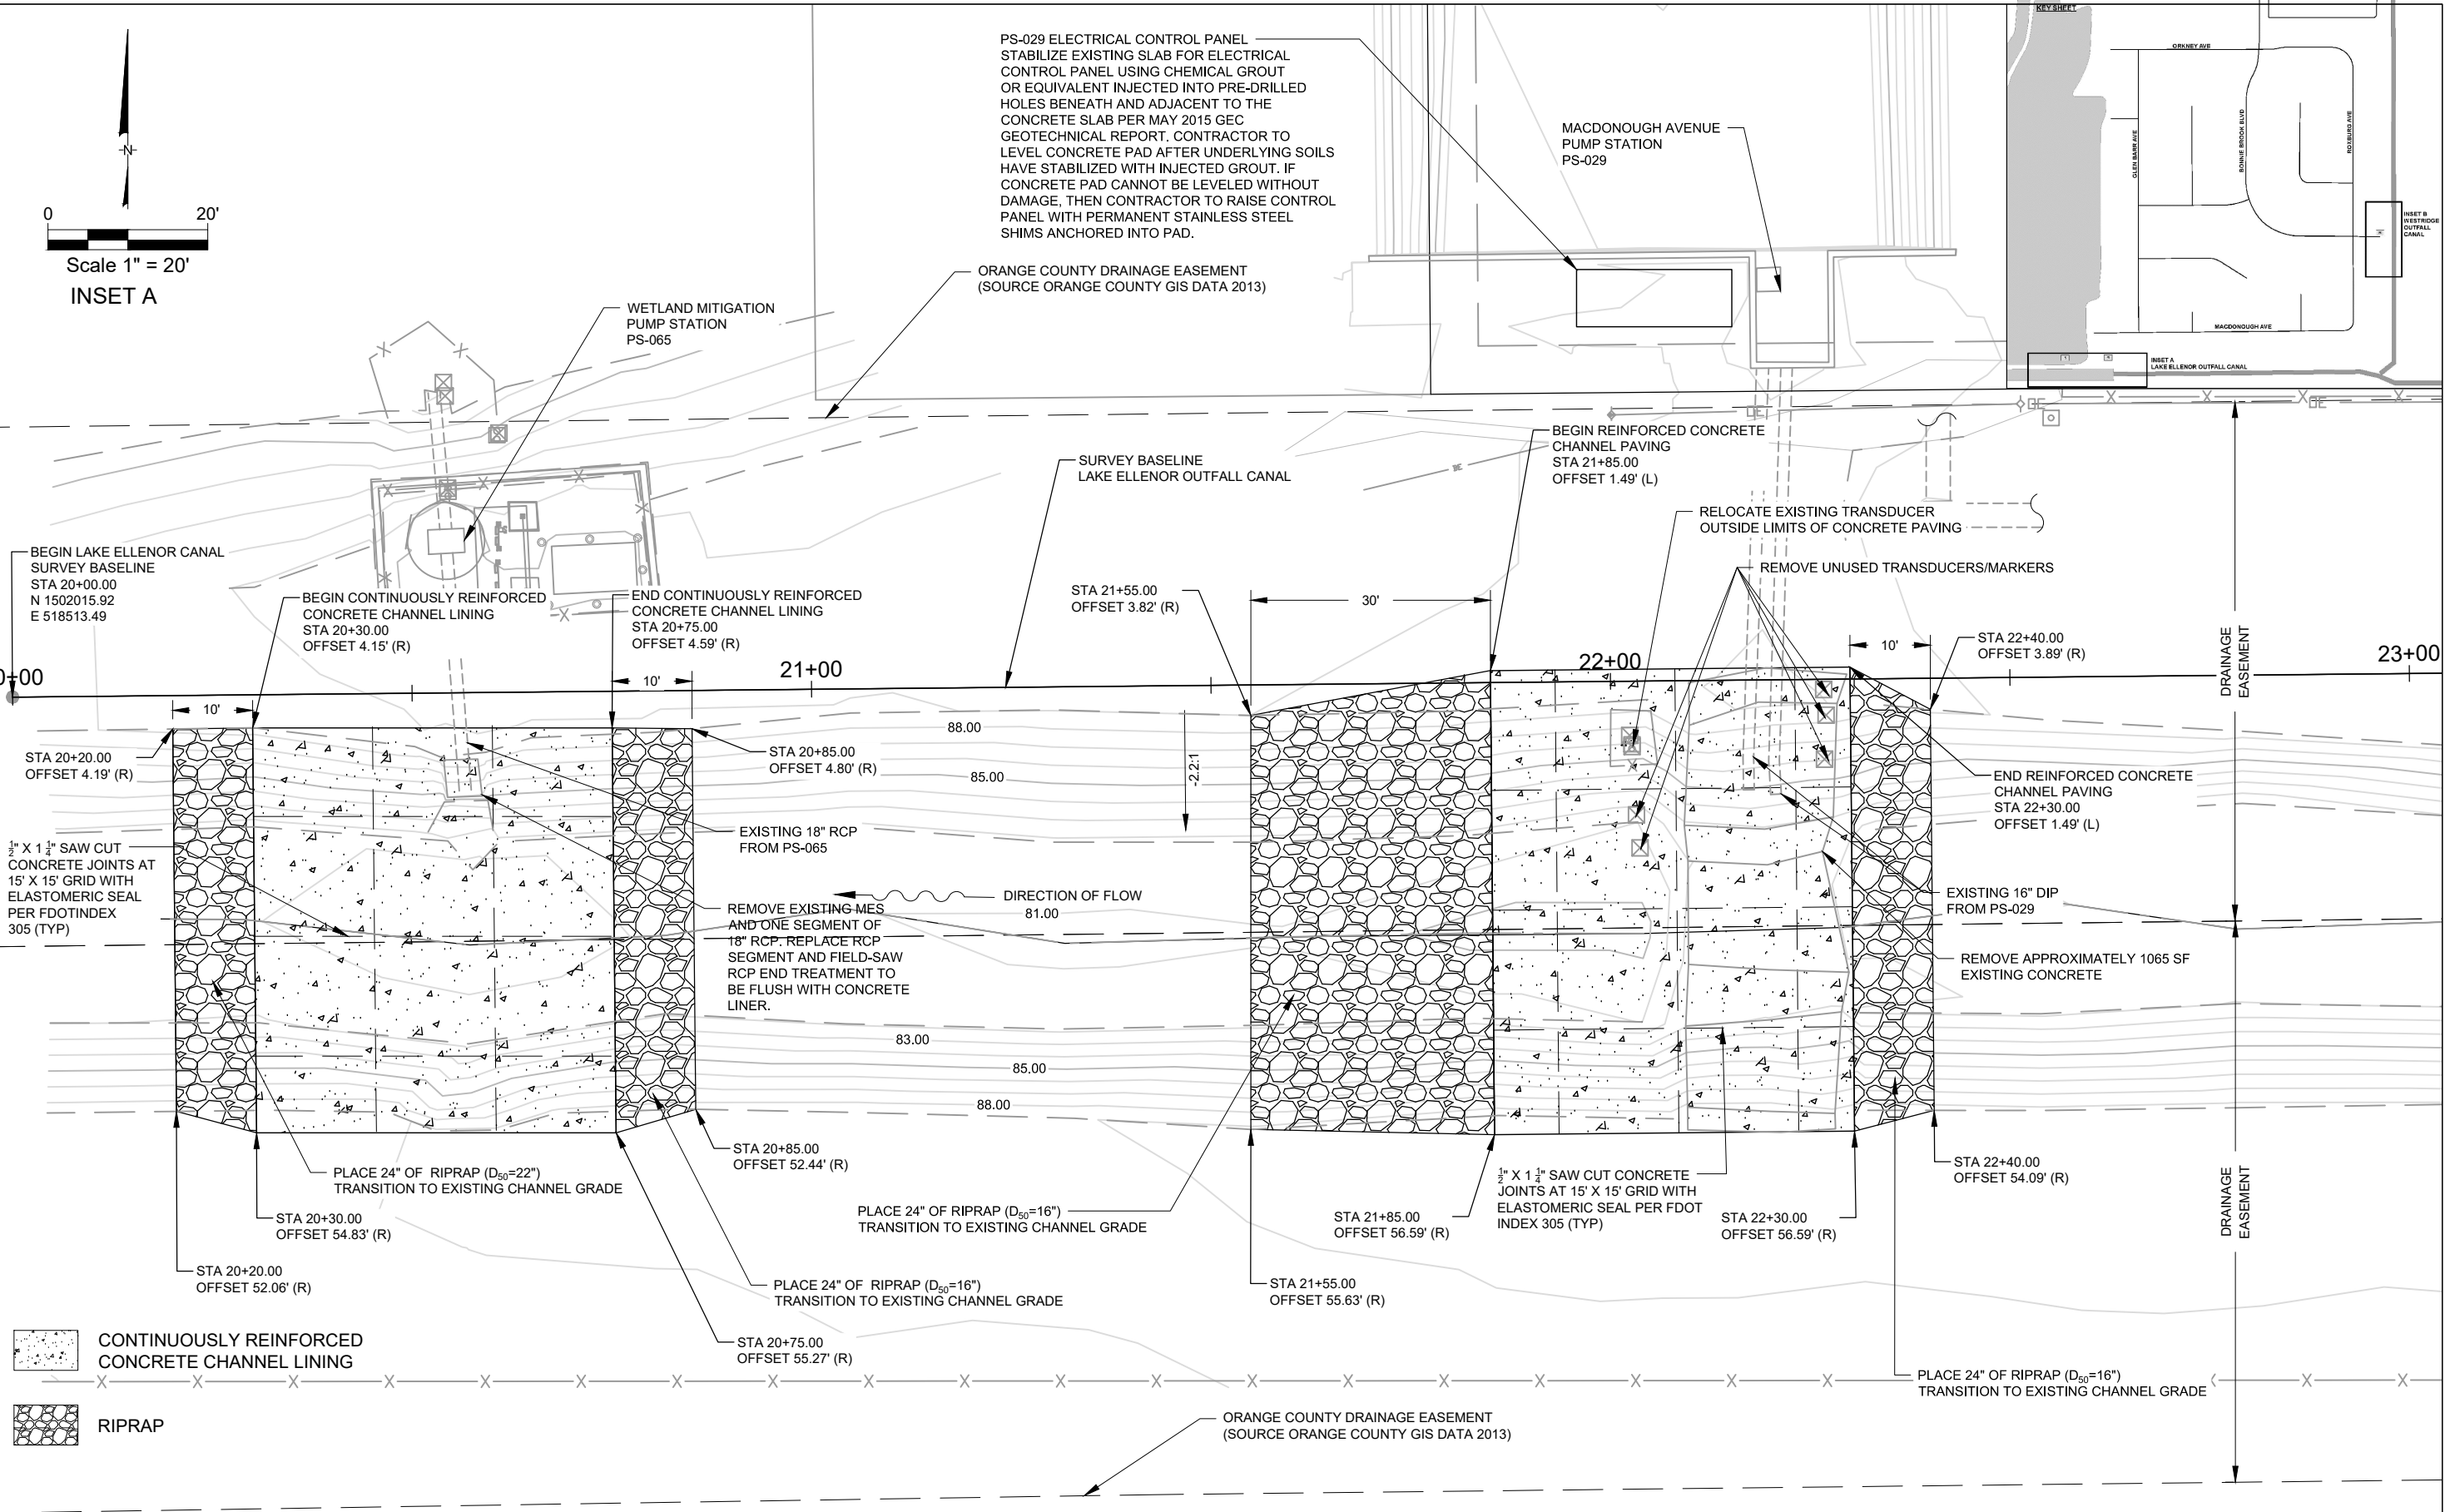 KEY SHEET
ORKNEY AVE
GLEN BARR AVE
BONNIE BROOK BLVD
ROXBURO AVE
MACDONOUGH AVE
INSET B
WESTRIDGE
OUTFALL
CANAL
INSET A
LAKE ELLENOR OUTFALL CANAL
N
0 20'
Scale 1" = 20'
INSET A
PS-029 ELECTRICAL CONTROL PANEL
STABILIZE EXISTING SLAB FOR ELECTRICAL
CONTROL PANEL USING CHEMICAL GROUT
OR EQUIVALENT INJECTED INTO PRE-DRILLED
HOLES BENEATH AND ADJACENT TO THE
CONCRETE SLAB PER MAY 2015 GEC
GEOTECHNICAL REPORT. CONTRACTOR TO
LEVEL CONCRETE PAD AFTER UNDERLYING SOILS
HAVE STABILIZED WITH INJECTED GROUT. IF
CONCRETE PAD CANNOT BE LEVELED WITHOUT
DAMAGE, THEN CONTRACTOR TO RAISE CONTROL
PANEL WITH PERMANENT STAINLESS STEEL
SHIMS ANCHORED INTO PAD.
MACDONOUGH AVENUE
PUMP STATION
PS-029
ORANGE COUNTY DRAINAGE EASEMENT
(SOURCE ORANGE COUNTY GIS DATA 2013)
WETLAND MITIGATION
PUMP STATION
PS-065
SURVEY BASELINE
LAKE ELLENOR OUTFALL CANAL
BEGIN REINFORCED CONCRETE
CHANNEL PAVING
STA 21+85.00
OFFSET 1.49' (L)
RELOCATE EXISTING TRANSDUCER
OUTSIDE LIMITS OF CONCRETE PAVING
REMOVE UNUSED TRANSDUCERS/MARKERS
BEGIN LAKE ELLENOR CANAL
SURVEY BASELINE
STA 20+00.00
N 1502015.92
E 518513.49
BEGIN CONTINUOUSLY REINFORCED
CONCRETE CHANNEL LINING
STA 20+30.00
OFFSET 4.15' (R)
END CONTINUOUSLY REINFORCED
CONCRETE CHANNEL LINING
STA 20+75.00
OFFSET 4.59' (R)
STA 21+55.00
OFFSET 3.82' (R)
30'
10'
STA 22+40.00
OFFSET 3.89' (R)
DRAINAGE
EASEMENT
0+00
21+00
22+00
23+00
10'
10'
STA 20+20.00
OFFSET 4.19' (R)
STA 20+85.00
OFFSET 4.80' (R)
88.00
85.00
-2.2:1
END REINFORCED CONCRETE
CHANNEL PAVING
STA 22+30.00
OFFSET 1.49' (L)
EXISTING 18" RCP
FROM PS-065
½" X 1¼" SAW CUT
CONCRETE JOINTS AT
15' X 15' GRID WITH
ELASTOMERIC SEAL
PER FDOTINDEX
305 (TYP)
DIRECTION OF FLOW
81.00
REMOVE EXISTING MES
AND ONE SEGMENT OF
18" RCP. REPLACE RCP
SEGMENT AND FIELD-SAW
RCP END TREATMENT TO
BE FLUSH WITH CONCRETE
LINER.
EXISTING 16" DIP
FROM PS-029
REMOVE APPROXIMATELY 1065 SF
EXISTING CONCRETE
83.00
85.00
88.00
STA 20+85.00
OFFSET 52.44' (R)
PLACE 24" OF RIPRAP (D50=22")
TRANSITION TO EXISTING CHANNEL GRADE
STA 20+30.00
OFFSET 54.83' (R)
STA 20+20.00
OFFSET 52.06' (R)
PLACE 24" OF RIPRAP (D50=16")
TRANSITION TO EXISTING CHANNEL GRADE
STA 21+85.00
OFFSET 56.59' (R)
½" X 1¼" SAW CUT CONCRETE
JOINTS AT 15' X 15' GRID WITH
ELASTOMERIC SEAL PER FDOT
INDEX 305 (TYP)
STA 22+30.00
OFFSET 56.59' (R)
STA 22+40.00
OFFSET 54.09' (R)
DRAINAGE
EASEMENT
PLACE 24" OF RIPRAP (D50=16")
TRANSITION TO EXISTING CHANNEL GRADE
STA 21+55.00
OFFSET 55.63' (R)
STA 20+75.00
OFFSET 55.27' (R)
CONTINUOUSLY REINFORCED
CONCRETE CHANNEL LINING
RIPRAP
PLACE 24" OF RIPRAP (D50=16")
TRANSITION TO EXISTING CHANNEL GRADE
ORANGE COUNTY DRAINAGE EASEMENT
(SOURCE ORANGE COUNTY GIS DATA 2013)